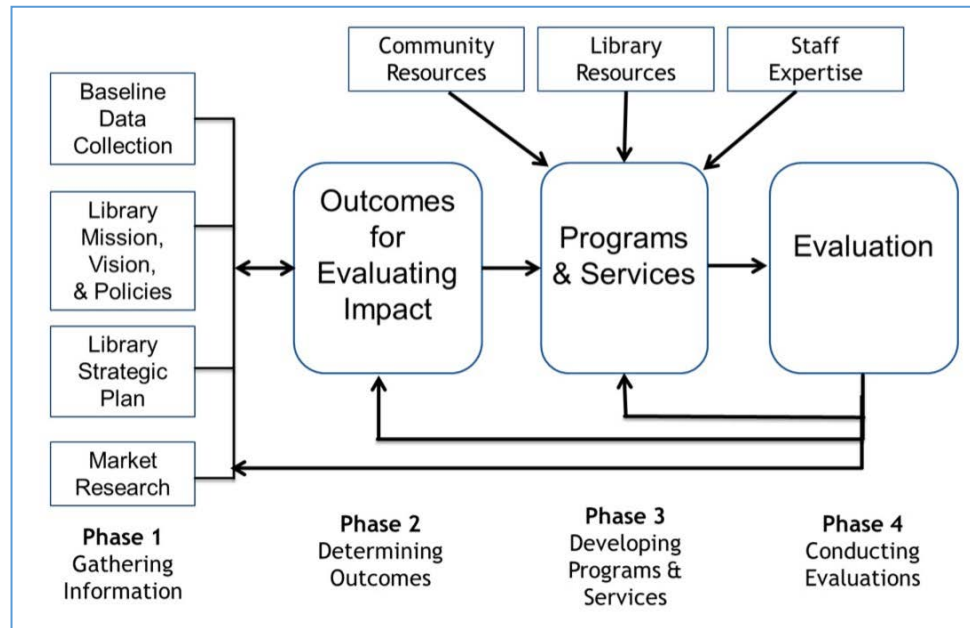 Community
Resources
Library
Resources
Staff
Expertise
Baseline
Data
Collection
Library
Mission,
Vision,
& Policies
Library
Strategic
Plan
Market
Research
Outcomes
for
Evaluating
Impact
Programs
& Services
Evaluation
Phase 1
Gathering
Information
Phase 2
Determining
Outcomes
Phase 3
Developing
Programs &
Services
Phase 4
Conducting
Evaluations